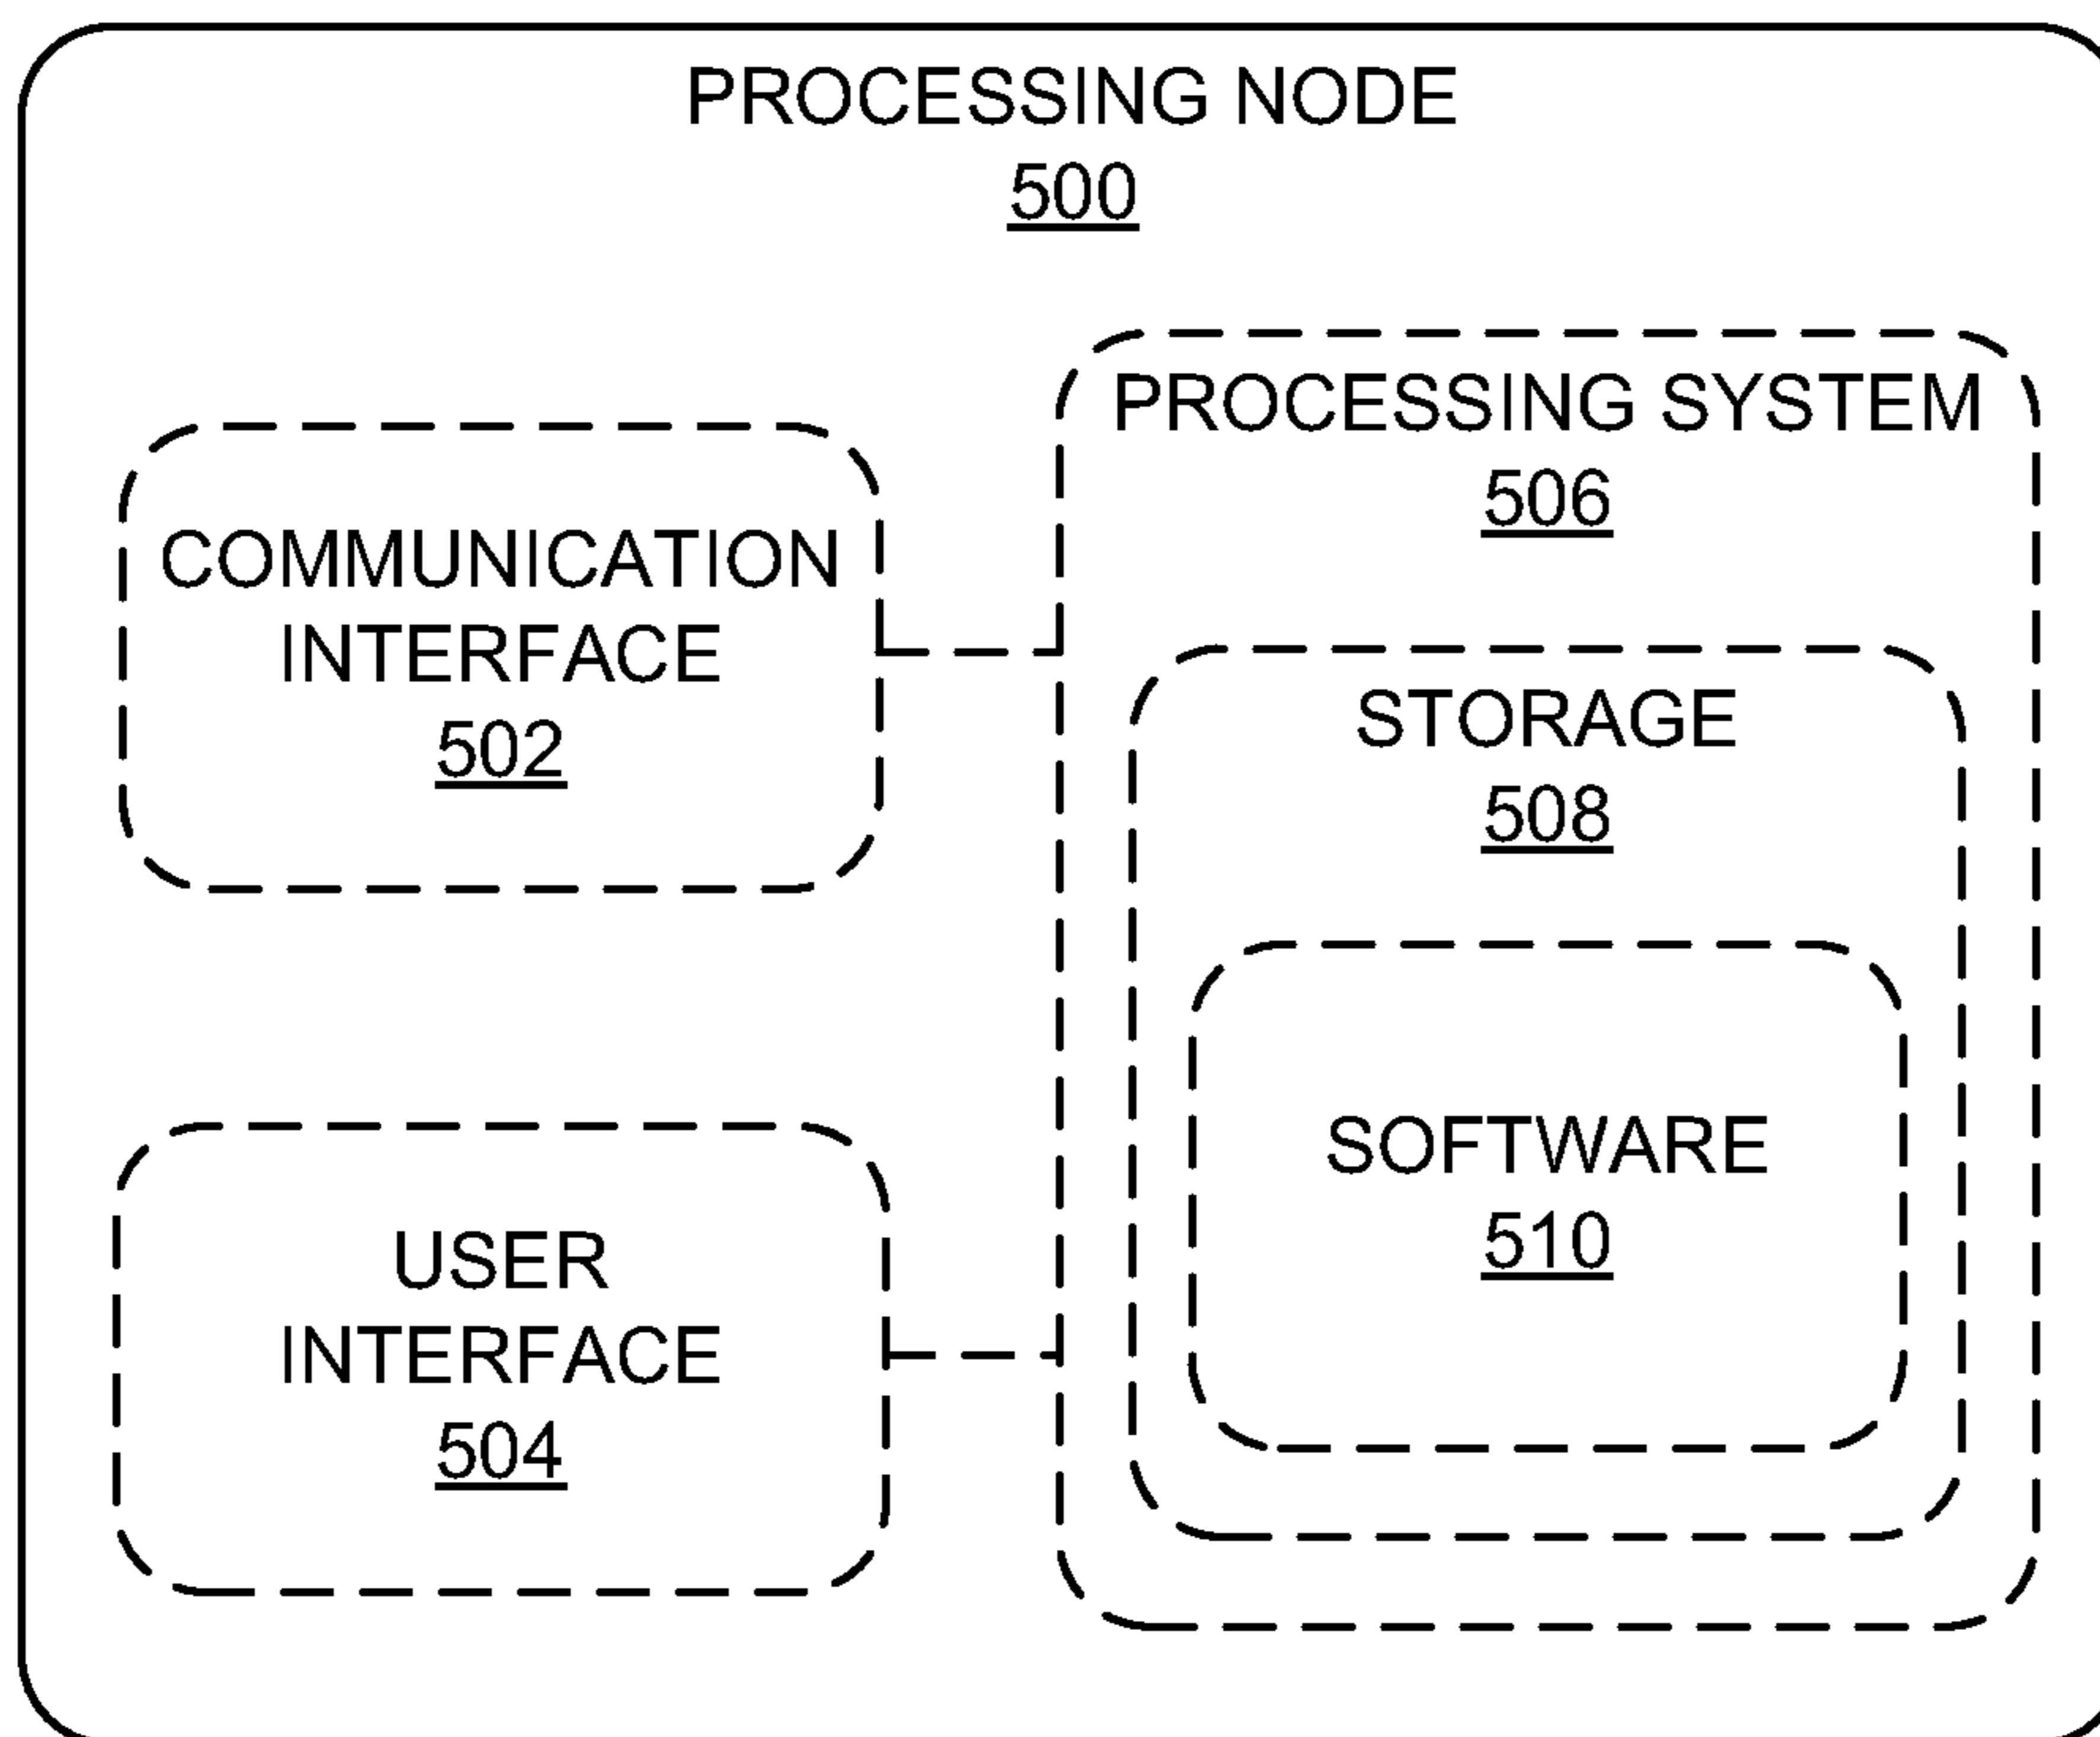 PROCESSING NODE
500
COMMUNICATION
INTERFACE
502
USER
INTERFACE
504
PROCESSING SYSTEM
506
STORAGE
508
SOFTWARE
510